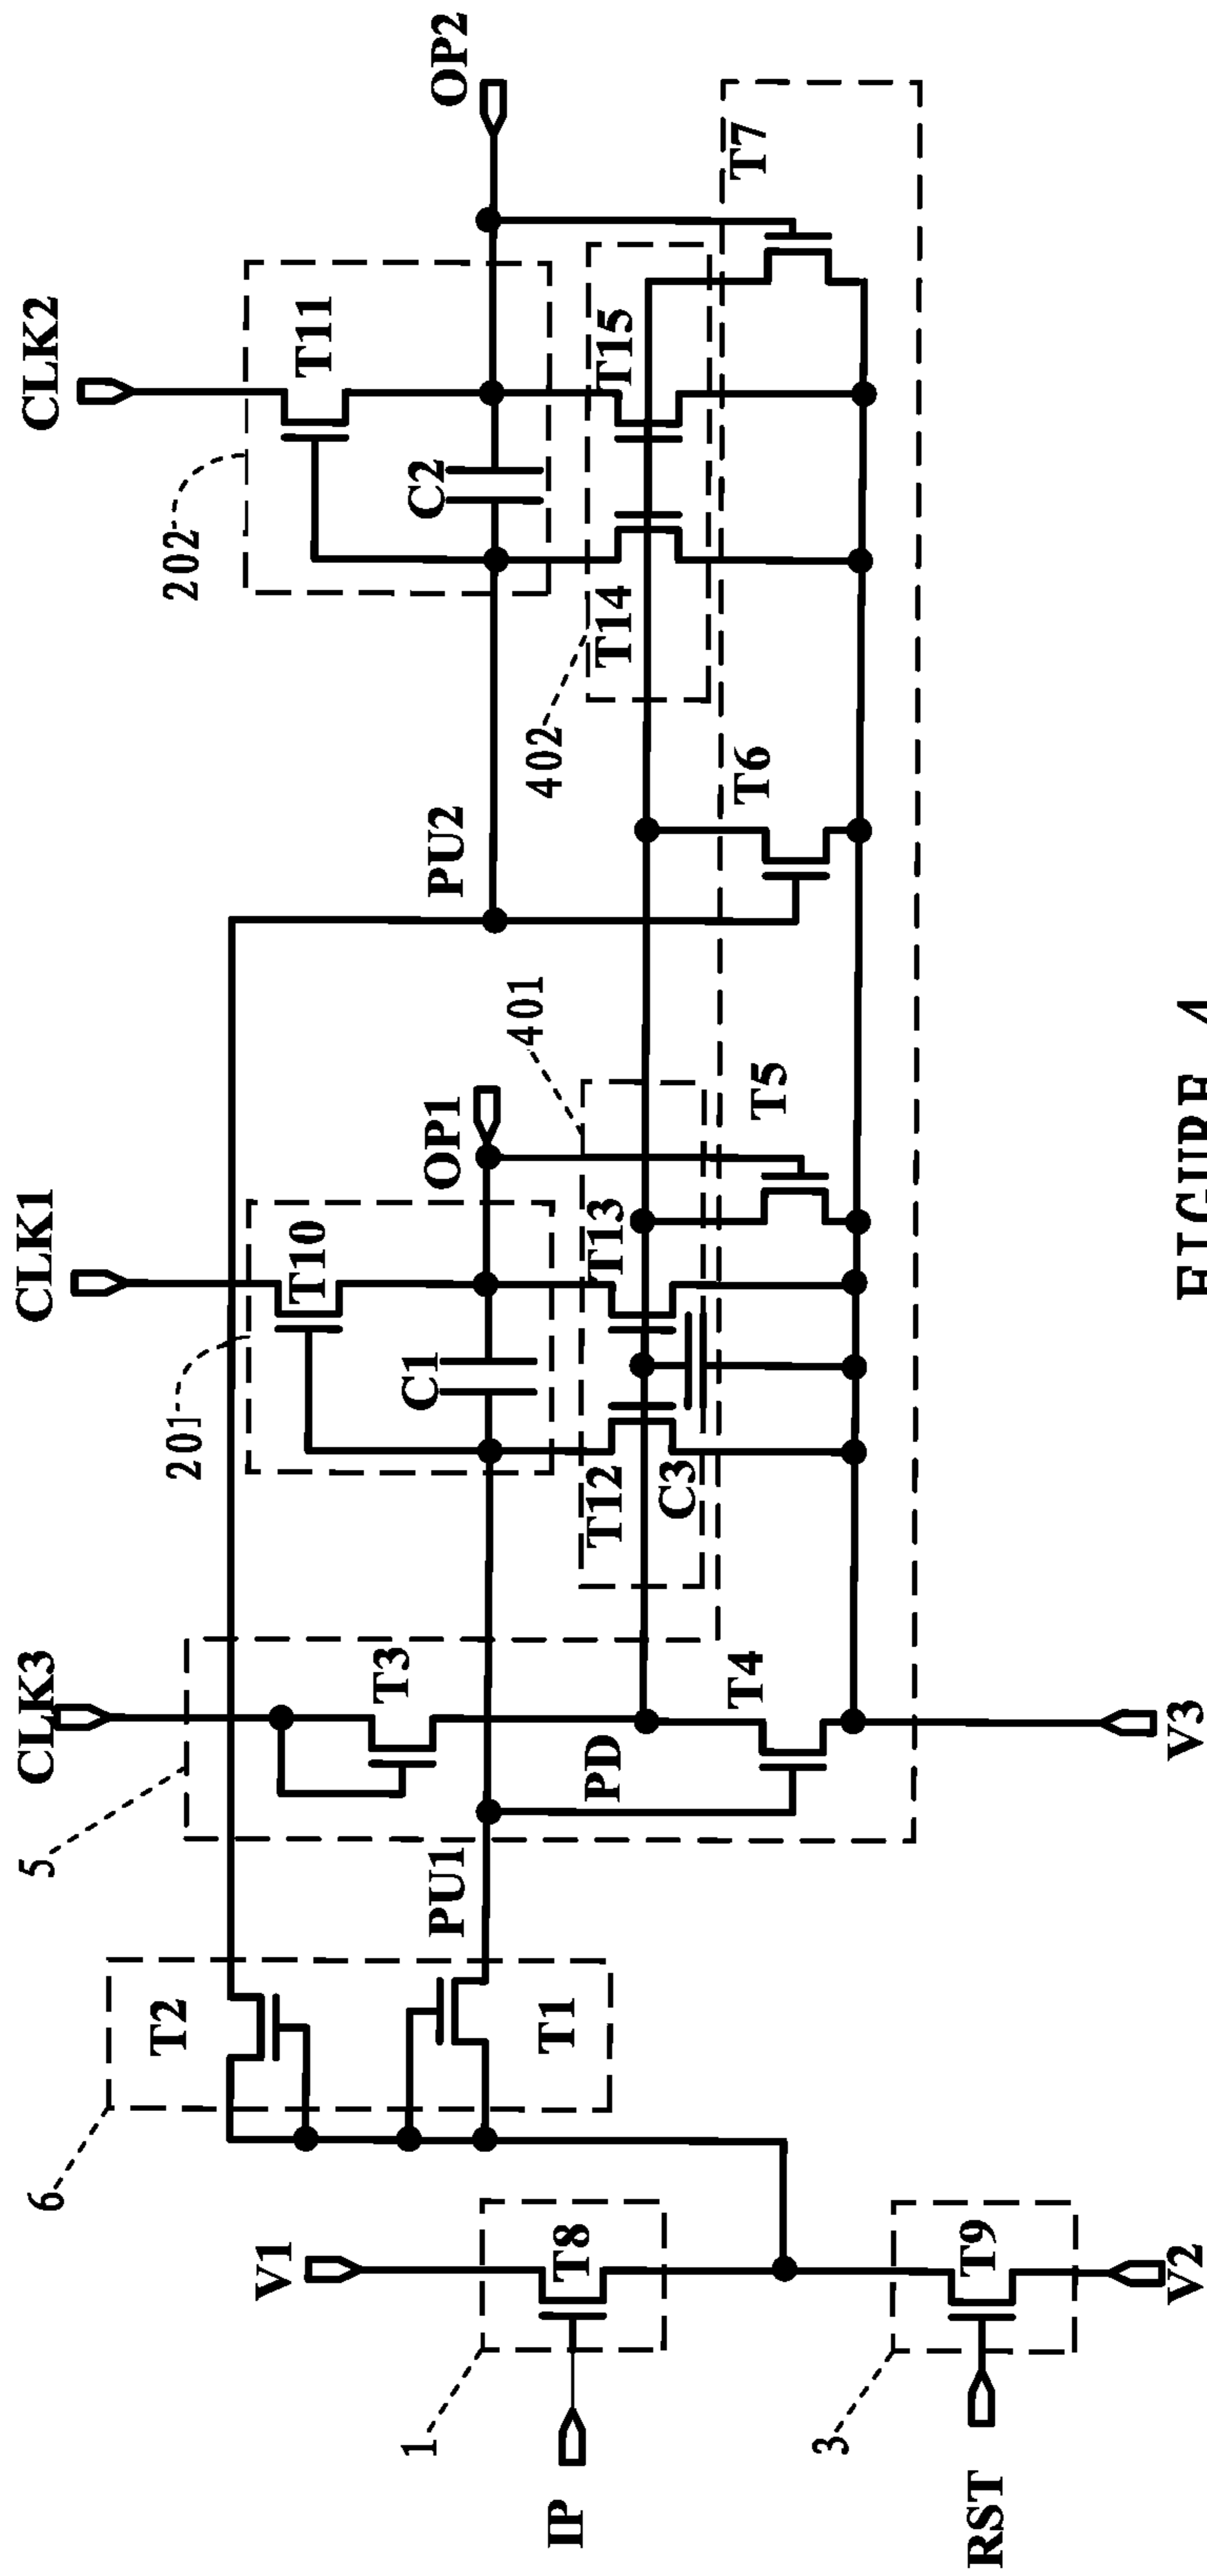 CLK3
CLK1
CLK2
5
201
202
6
T2
T3
T10
T11
V1
PU1
C1
OP1
PU2
C2
OP2
1
T8
T1
PD
T12
T13
401
402
T14
T15
IP
C3
T4
T5
T6
T7
3
T9
RST
V2
V3
FIGURE 4